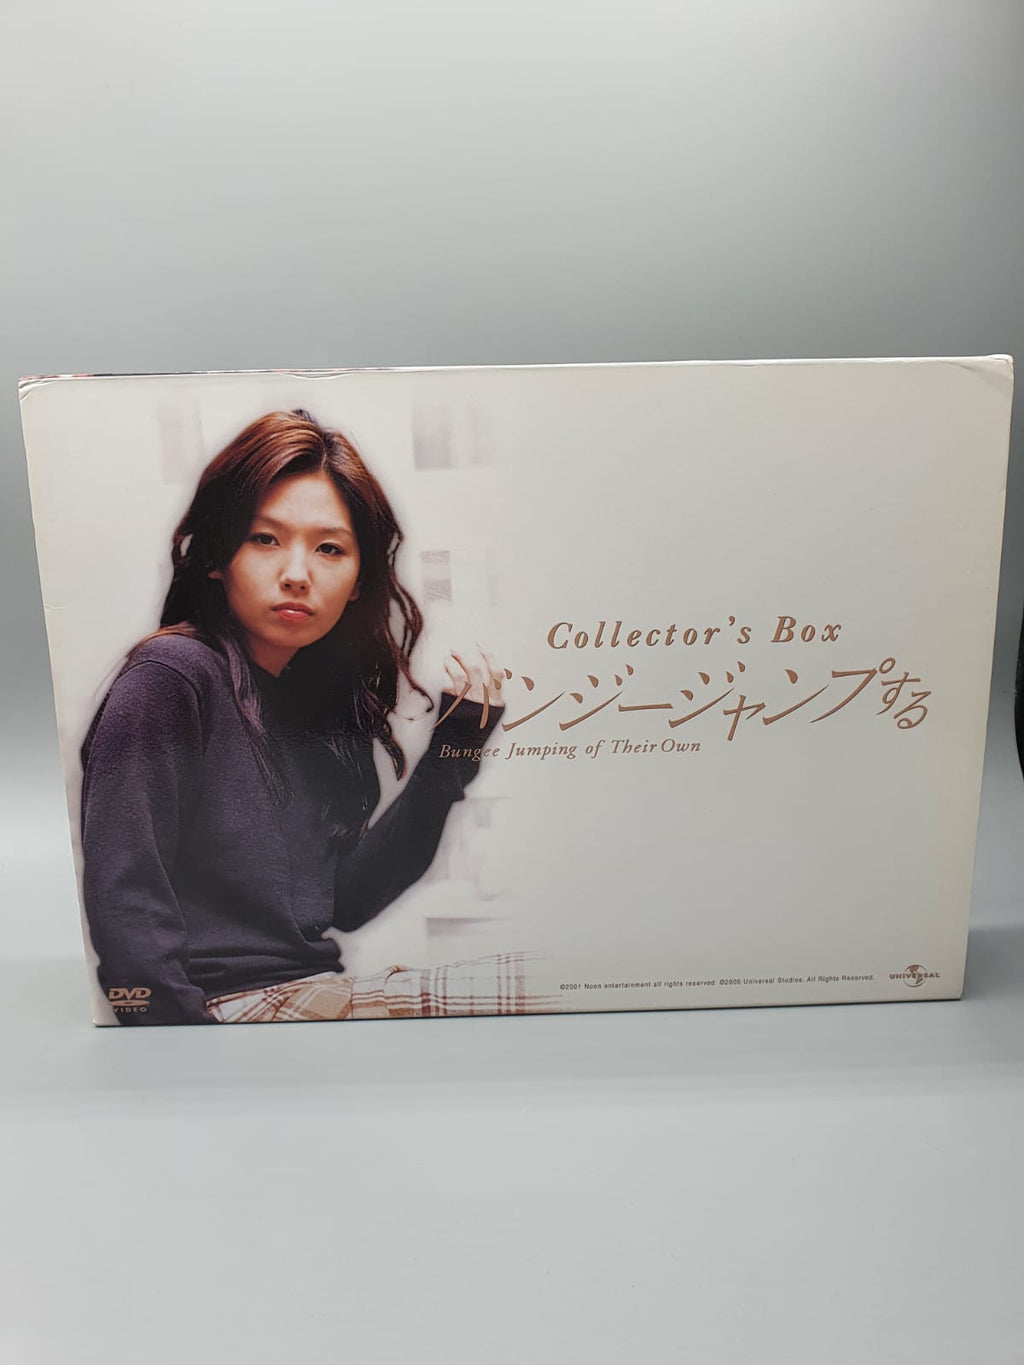 Collector's Box
バンジージャンプする
Bungee Jumping of Their Own
DVD
VIDEO
©2001 Noon entertainment all rights reserved ©2005 Universal Studios. All Rights Reserved.
UNIVERSAL